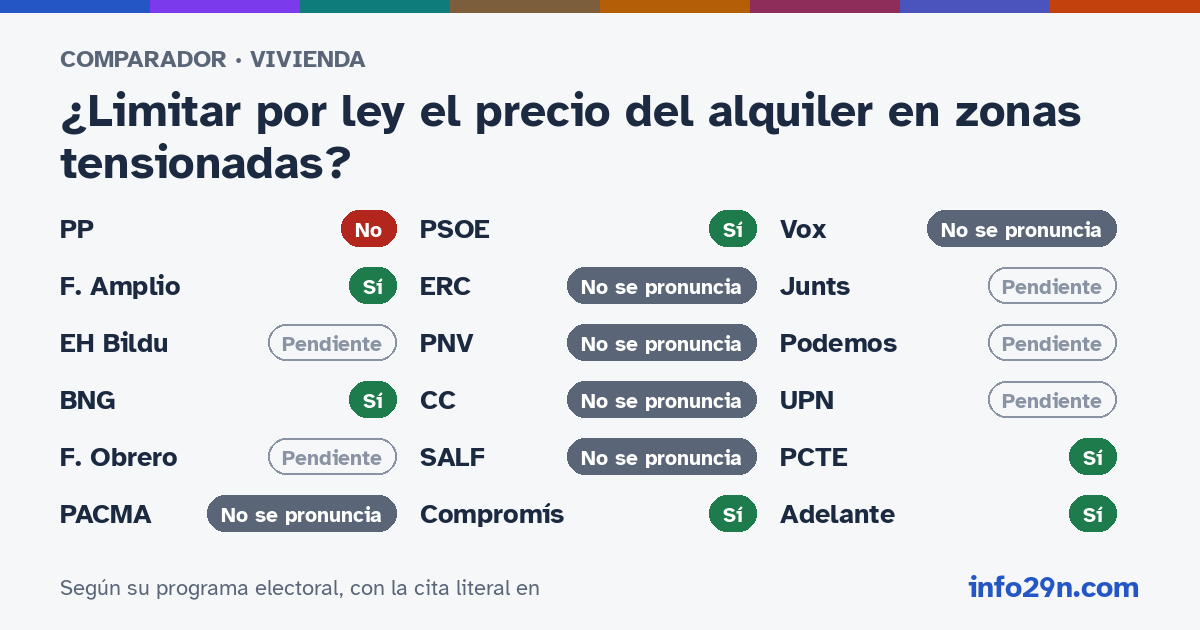 COMPARADOR · VIVIENDA
¿Limitar por ley el precio del alquiler en zonas
tensionadas?
PP No PSOE Sí Vox No se pronuncia
F. Amplio Sí ERC No se pronuncia Junts Pendiente
EH Bildu Pendiente PNV No se pronuncia Podemos Pendiente
BNG Sí CC No se pronuncia UPN Pendiente
F. Obrero Pendiente SALF No se pronuncia PCTE Sí
PACMA No se pronuncia Compromís Sí Adelante Sí
Según su programa electoral, con la cita literal en info29n.com